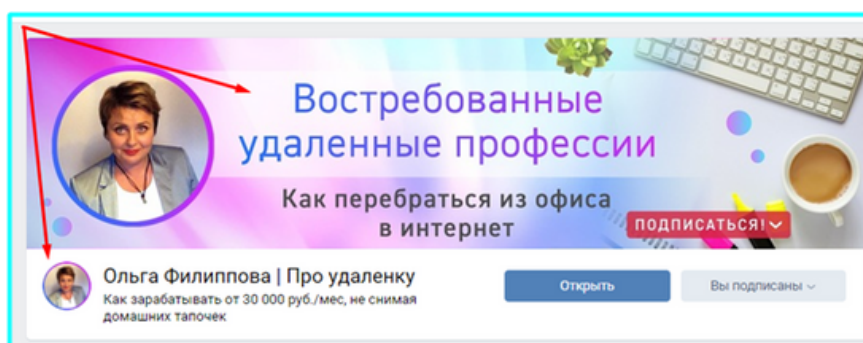 Востребованные
удаленные профессии
Как перебраться из офиса
в интернет
ПОДПИСАТЬСЯ!
Ольга Филиппова | Про удаленку
Как зарабатывать от 30 000 руб./мес, не снимая
домашних тапочек
Открыть
Вы подписаны